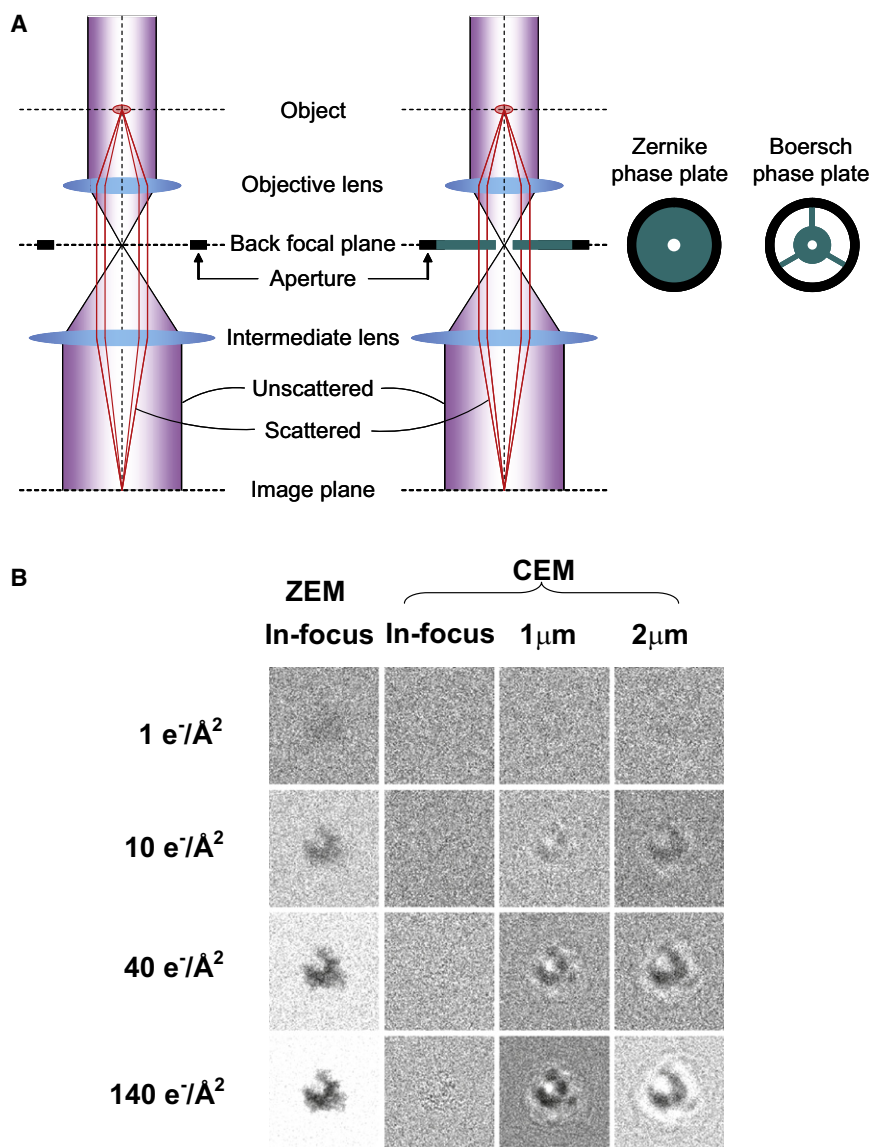 A
Object
Objective lens
Back focal plane
Aperture
Intermediate lens
Unscattered
Scattered
Image plane
Zernike
phase plate
Boersch
phase plate
B
ZEM
CEM
In-focus
In-focus
1μm
2μm
1 e⁻/Å²
10 e⁻/Å²
40 e⁻/Å²
140 e⁻/Å²